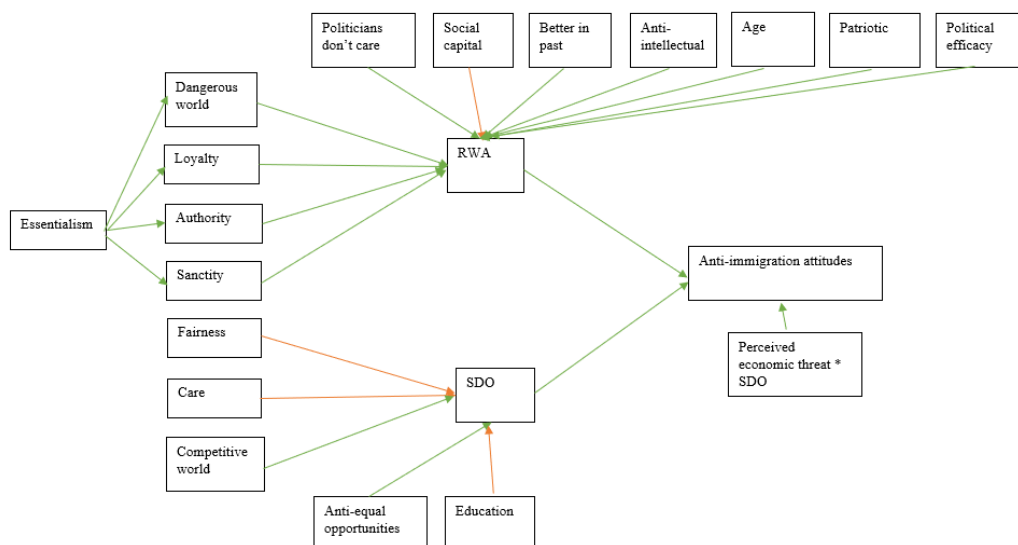 Politicians
don't care
Social
capital
Better in
past
Anti-
intellectual
Age
Patriotic
Political
efficacy
Dangerous
world
Loyalty
RWA
Essentialism
Authority
Sanctity
Anti-immigration attitudes
Fairness
Perceived
economic threat *
SDO
SDO
Care
Competitive
world
Anti-equal
opportunities
Education